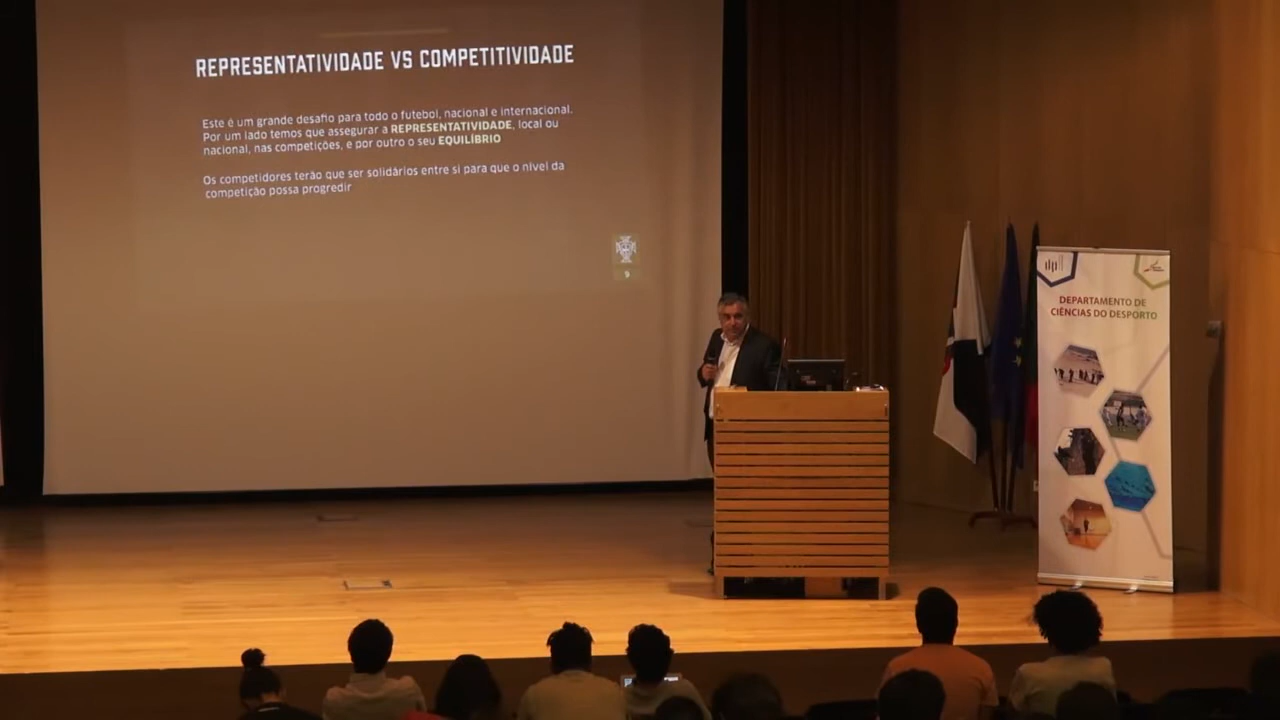 REPRESENTATIVIDADE VS COMPETITIVIDADE
Este é um grande desafio para todo o futebol, nacional e internacional.
Por um lado temos que assegurar a REPRESENTATIVIDADE, local ou
nacional, nas competições, e por outro o seu EQUILÍBRIO
Os competidores terão que ser solidários entre si para que o nível da
competição possa progredir
DEPARTAMENTO DE
CIÊNCIAS DO DESPORTO